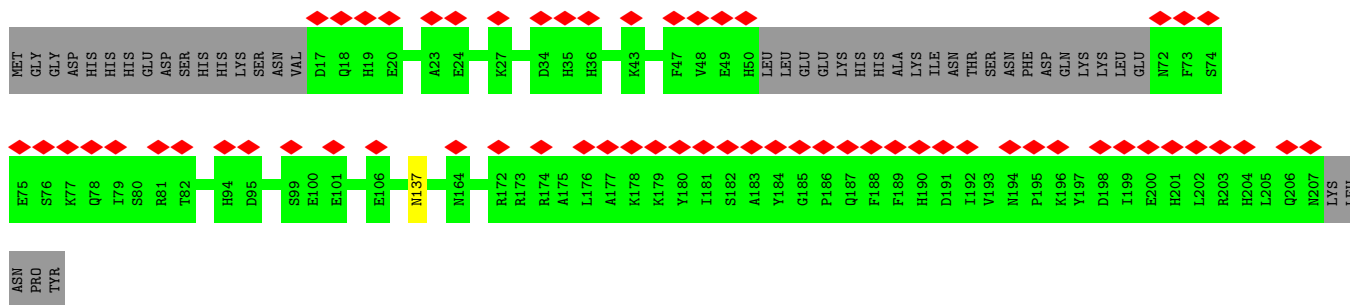 MET GLY GLY ASP HIS HIS HIS GLU ASP SER HIS HIS LYS SER ASN VAL D17 Q18 H19 E20 A23 E24 K27 D34 H35 H36 K43 F47 V48 E49 H50 LEU LEU GLU GLU LYS HIS HIS ALA LYS ILE ASN THR SER ASN PHE ASP GLN LYS LYS LEU GLU N72 F73 S74
E75 S76 K77 Q78 I79 S80 R81 T82 H94 D95 S99 E100 E101 E106 N137 N164 R172 R173 R174 A175 L176 A177 K178 K179 Y180 I181 S182 A183 Y184 G185 P186 Q187 F188 F189 H190 D191 I192 V193 N194 P195 K196 Y197 D198 I199 E200 H201 L202 R203 H204 L205 Q206 N207 LYS LEU
ASN PRO TYR